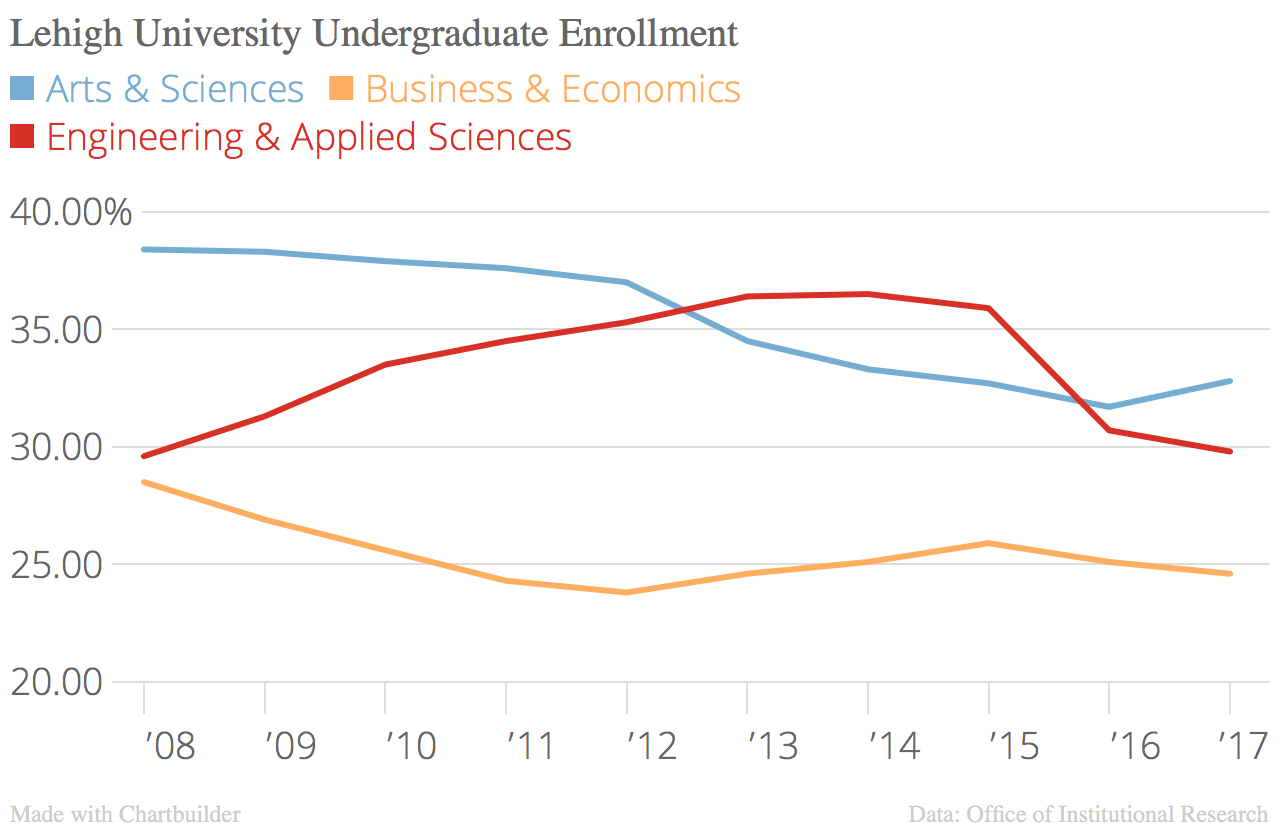 Lehigh University Undergraduate Enrollment
Arts & Sciences Business & Economics
Engineering & Applied Sciences
40.00%
35.00
30.00
25.00
20.00
’08 ’09 ’10 ’11 ’12 ’13 ’14 ’15 ’16 ’17
Made with Chartbuilder Data: Office of Institutional Research